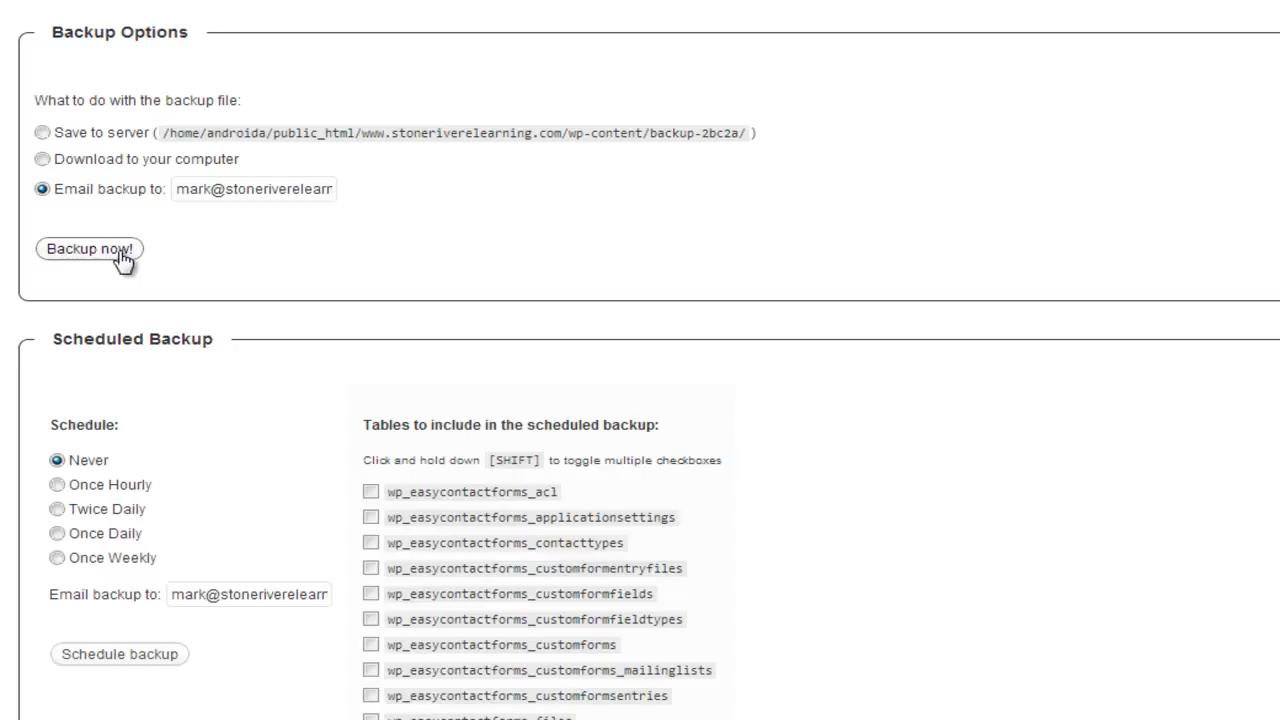 Backup Options
What to do with the backup file:
Save to server ( /home/androida/public_html/www.stoneriverelearning.com/wp-content/backup-2bc2a/ )
Download to your computer
Email backup to: mark@stoneriverelearr
Backup now!
Scheduled Backup
Schedule:
Never
Once Hourly
Twice Daily
Once Daily
Once Weekly
Email backup to: mark@stoneriverelearr
Schedule backup
Tables to include in the scheduled backup:
Click and hold down [SHIFT] to toggle multiple checkboxes
wp_easycontactforms_acl
wp_easycontactforms_applicationsettings
wp_easycontactforms_contacttypes
wp_easycontactforms_customformentryfiles
wp_easycontactforms_customformfields
wp_easycontactforms_customformfieldtypes
wp_easycontactforms_customforms
wp_easycontactforms_customforms_mailinglists
wp_easycontactforms_customformsentries
wp_easycontactforms_files